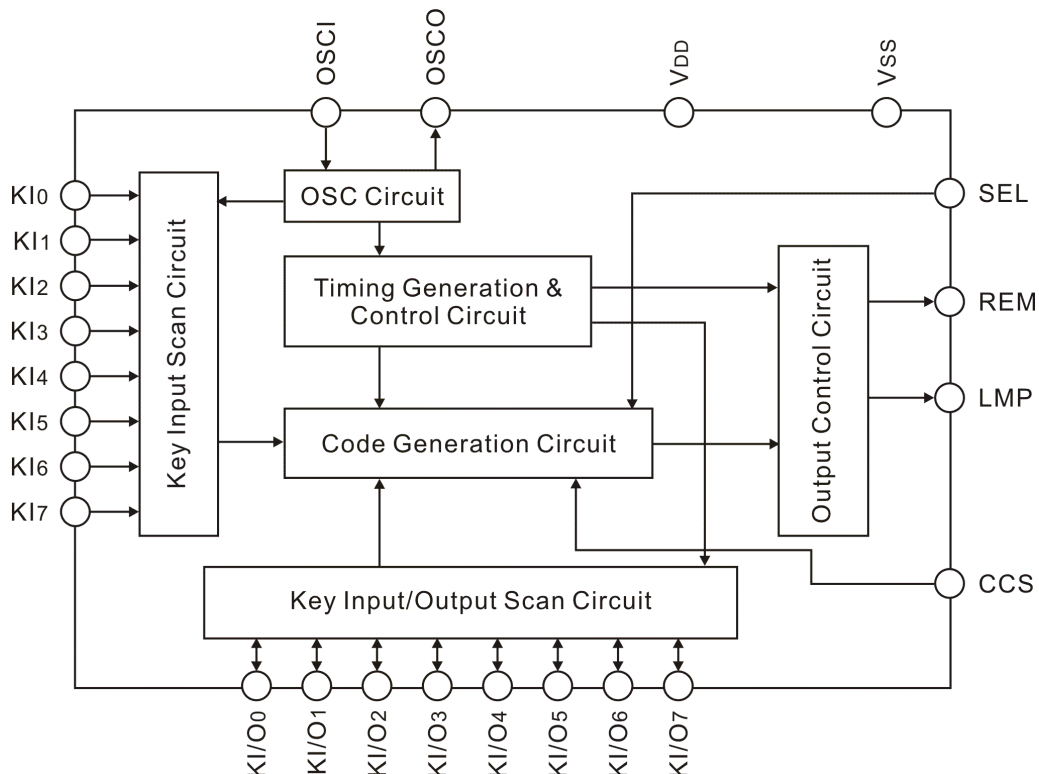 OSCI
OSCO
VDD
VSS
KI0
KI1
KI2
KI3
KI4
KI5
KI6
KI7
Key Input Scan Circuit
OSC Circuit
Timing Generation &
Control Circuit
Code Generation Circuit
Output Control Circuit
SEL
REM
LMP
CCS
Key Input/Output Scan Circuit
KI/O0
KI/O1
KI/O2
KI/O3
KI/O4
KI/O5
KI/O6
KI/O7